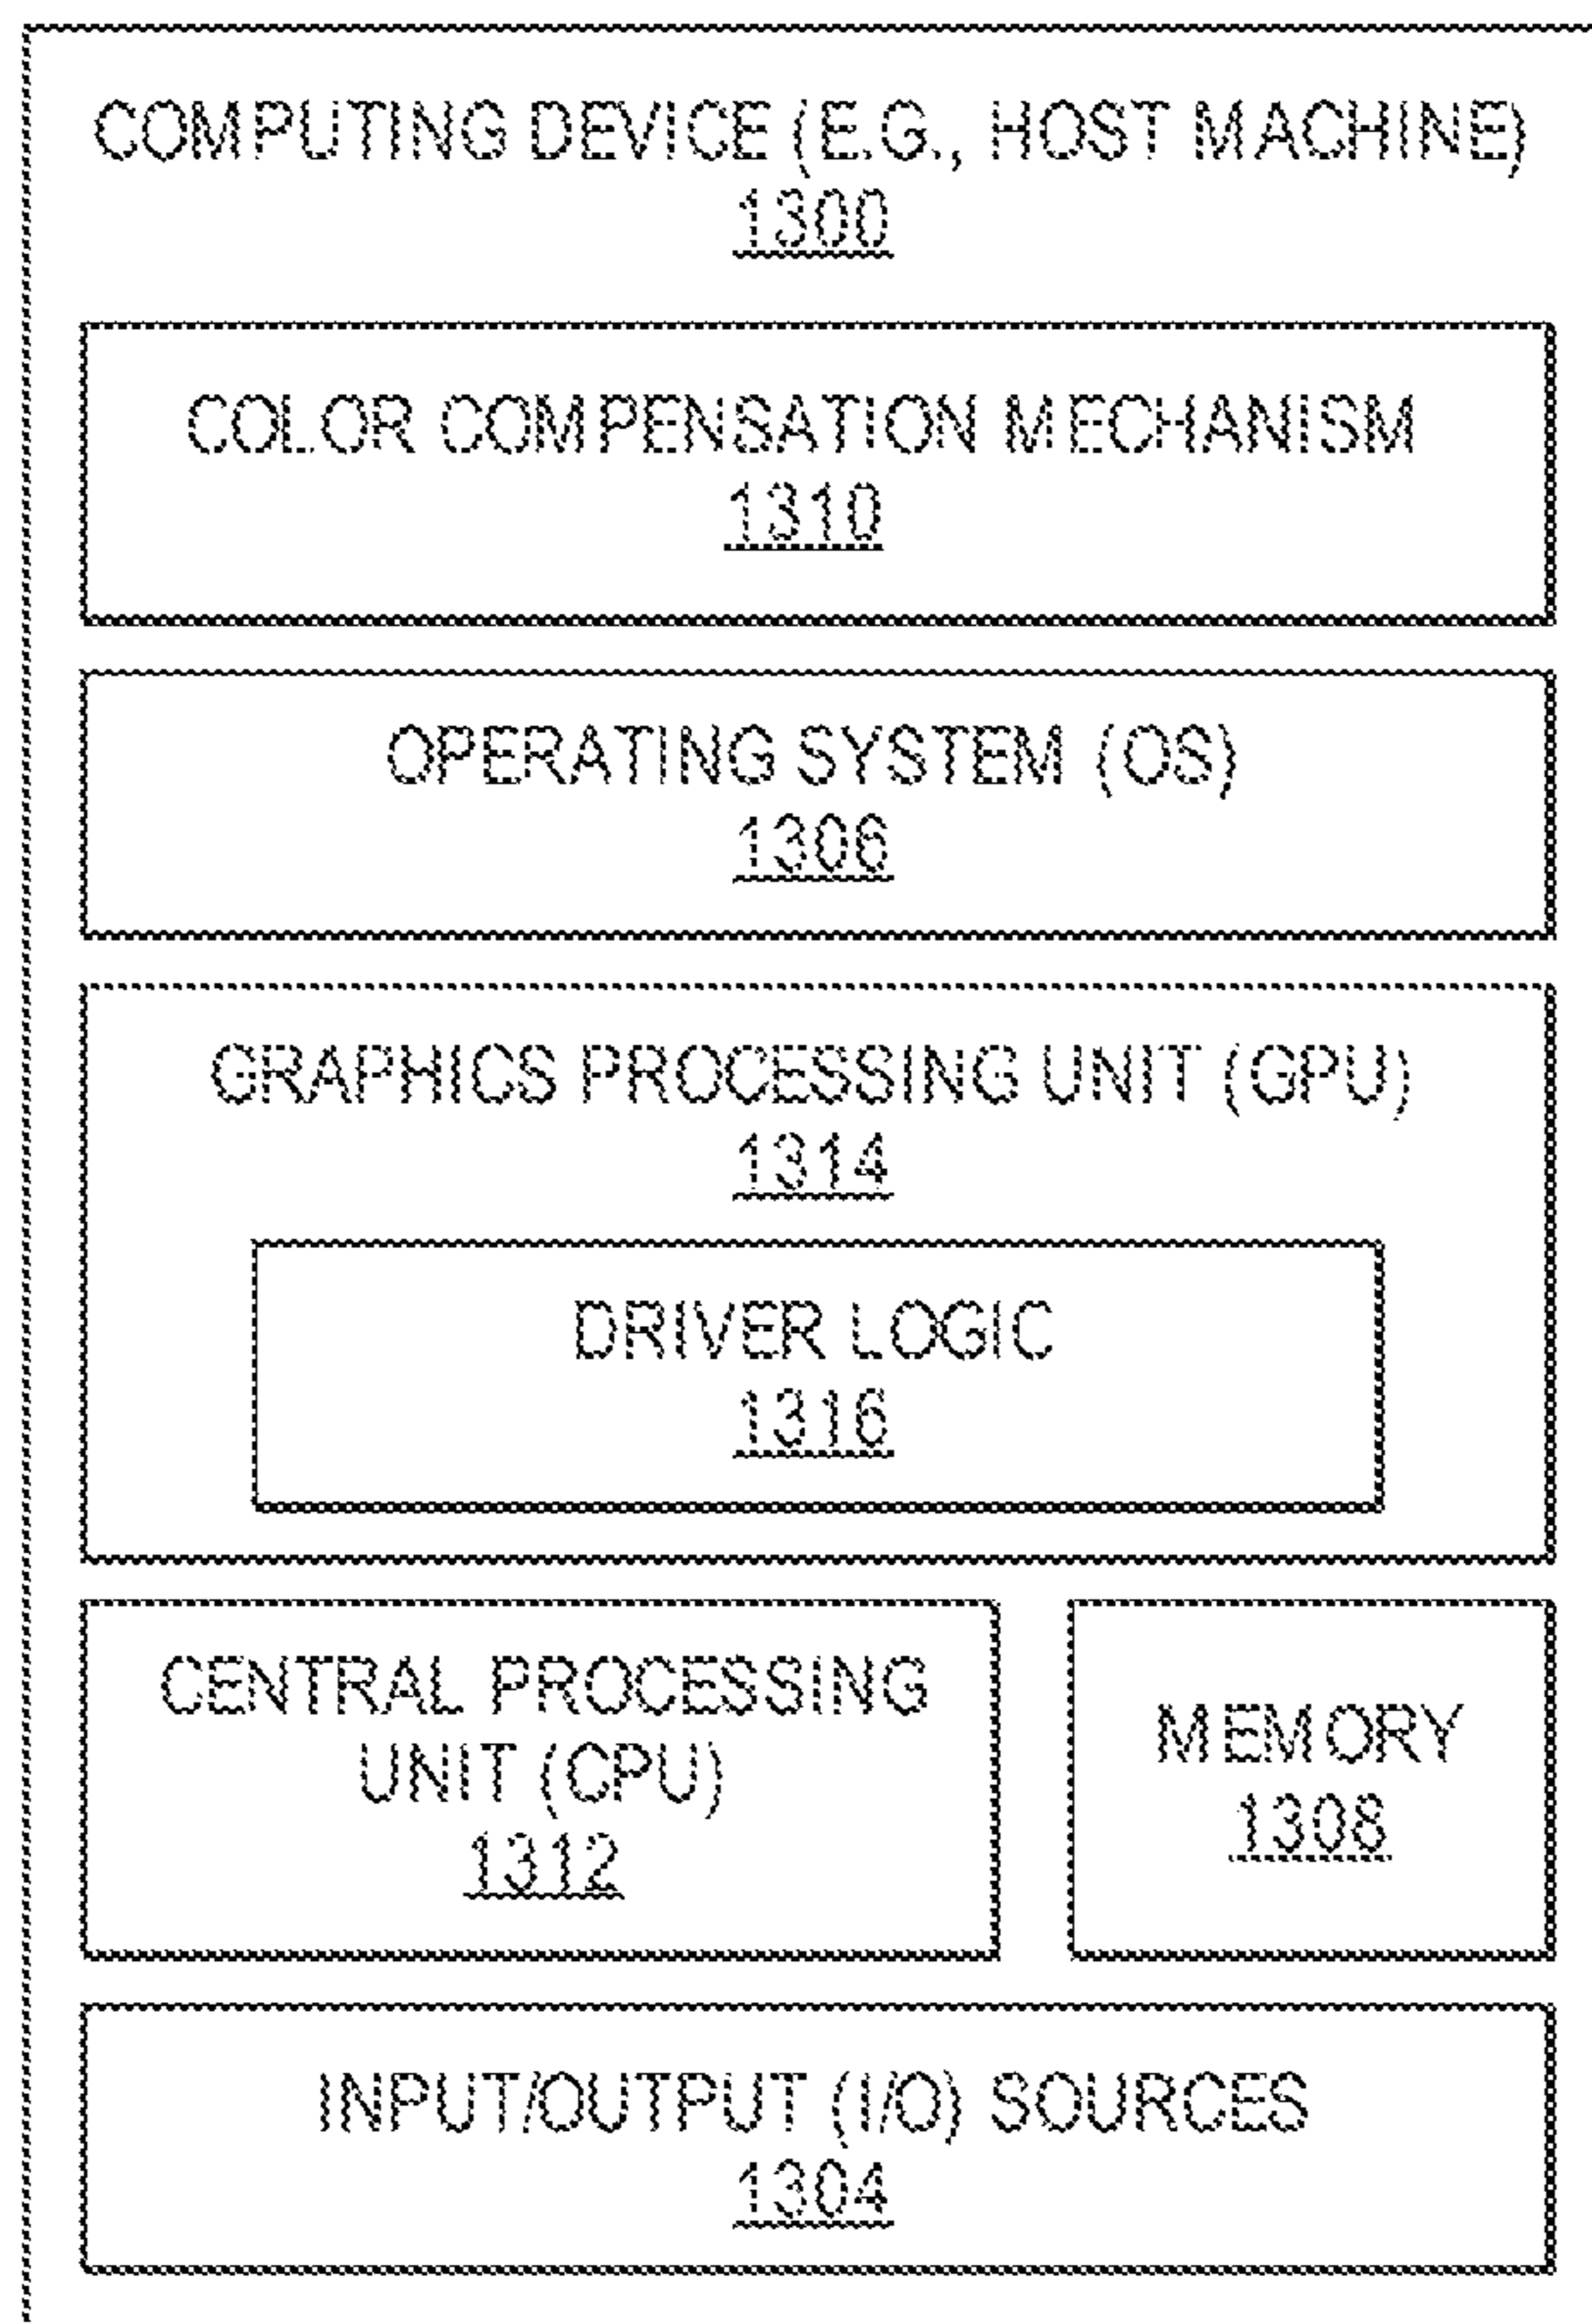 COMPUTING DEVICE (E.G., HOST MACHINE)
1300
COLOR COMPENSATION MECHANISM
1310
OPERATING SYSTEM (OS)
1306
GRAPHICS PROCESSING UNIT (GPU)
1314
DRIVER LOGIC
1316
CENTRAL PROCESSING
UNIT (CPU)
1312
MEMORY
1308
INPUT/OUTPUT (I/O) SOURCES
1304